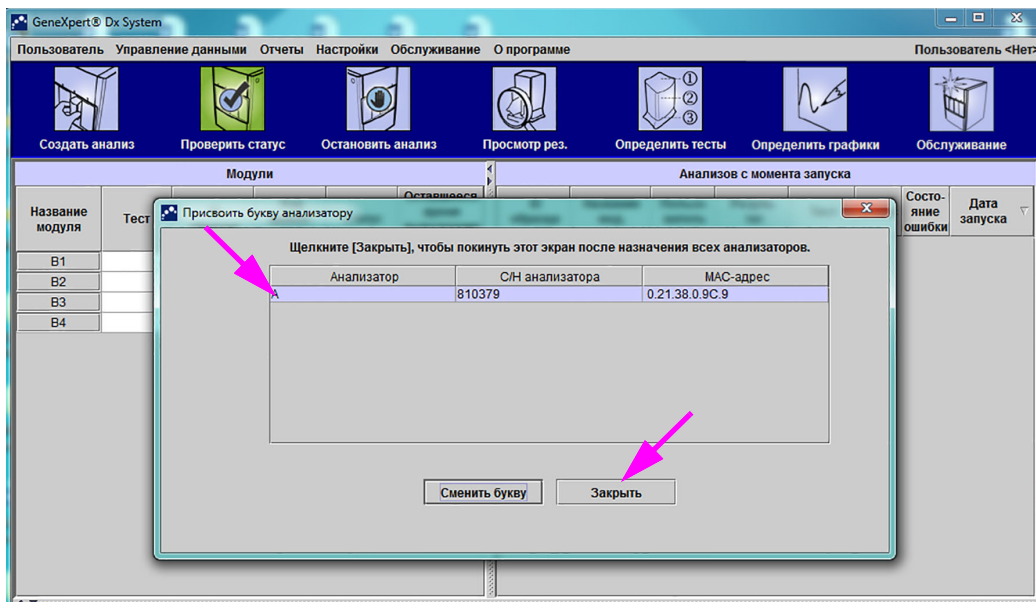 GeneXpert® Dx System
Пользователь Управление данными Отчеты Настройки Обслуживание О программе Пользователь <Нет>
Создать анализ Проверить статус Остановить анализ Просмотр рез. Определить тесты Определить графики Обслуживание
Модули
Анализов с момента запуска
Название модуля
Тест
Оставшееся
Состо-
яние
ошибки
Дата
запуска
B1
B2
B3
B4
Присвоить букву анализатору
Щелкните [Закрыть], чтобы покинуть этот экран после назначения всех анализаторов.
Анализатор С/Н анализатора MAC-адрес
A 810379 0.21.38.0.9C.9
Сменить букву Закрыть